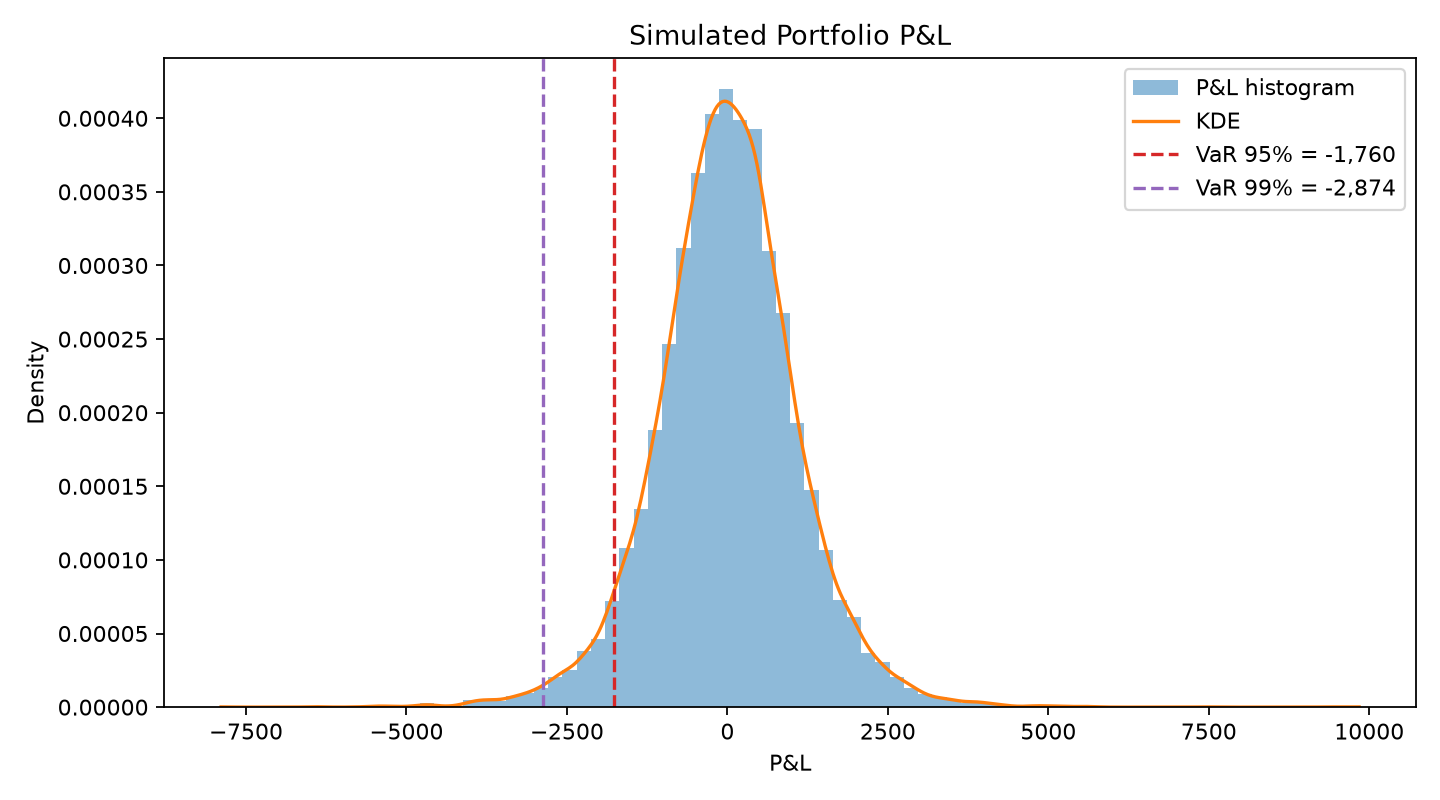 Simulated Portfolio P&L
P&L histogram
KDE
VaR 95% = -1,760
VaR 99% = -2,874
Density
0.00040
0.00035
0.00030
0.00025
0.00020
0.00015
0.00010
0.00005
0.00000
−7500 −5000 −2500 0 2500 5000 7500 10000
P&L